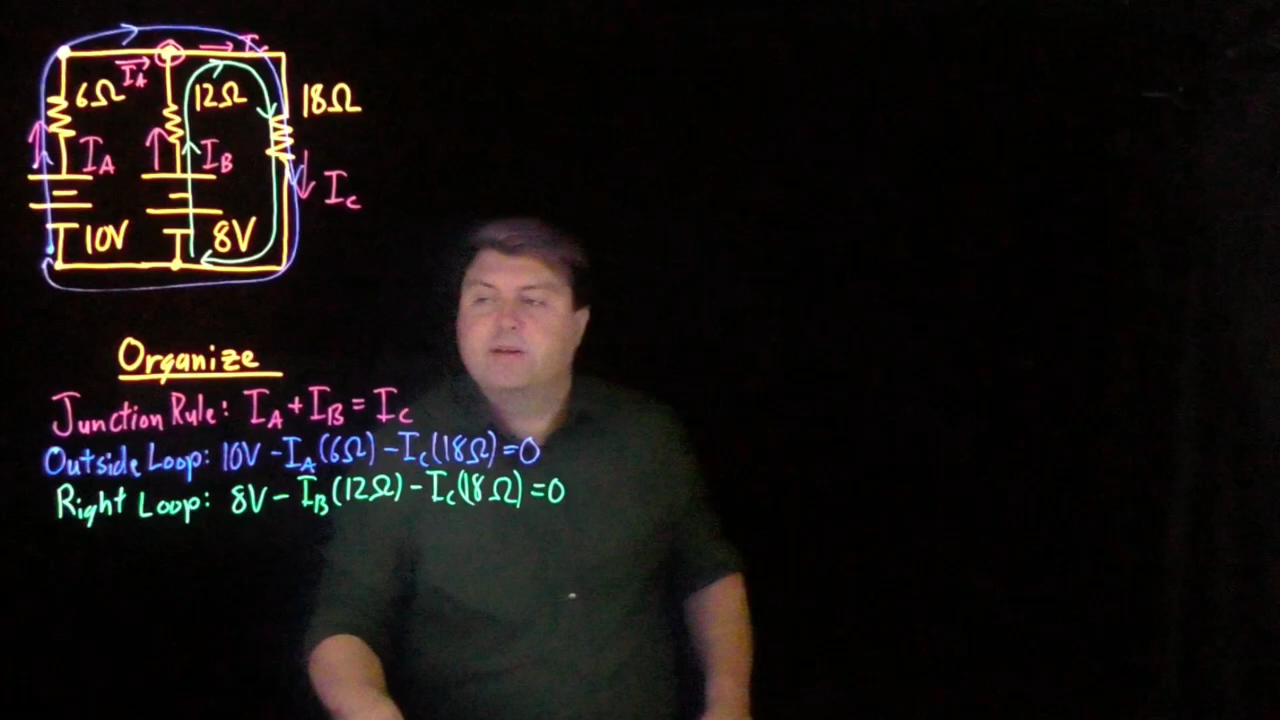 I_A
6Ω
12Ω
18Ω
I_A
I_B
I_C
10V
8V
Organize
Junction Rule: I_A + I_B = I_C
Outside Loop: 10V - I_A(6Ω) - I_C(18Ω) = 0
Right Loop: 8V - I_B(12Ω) - I_C(18Ω) = 0